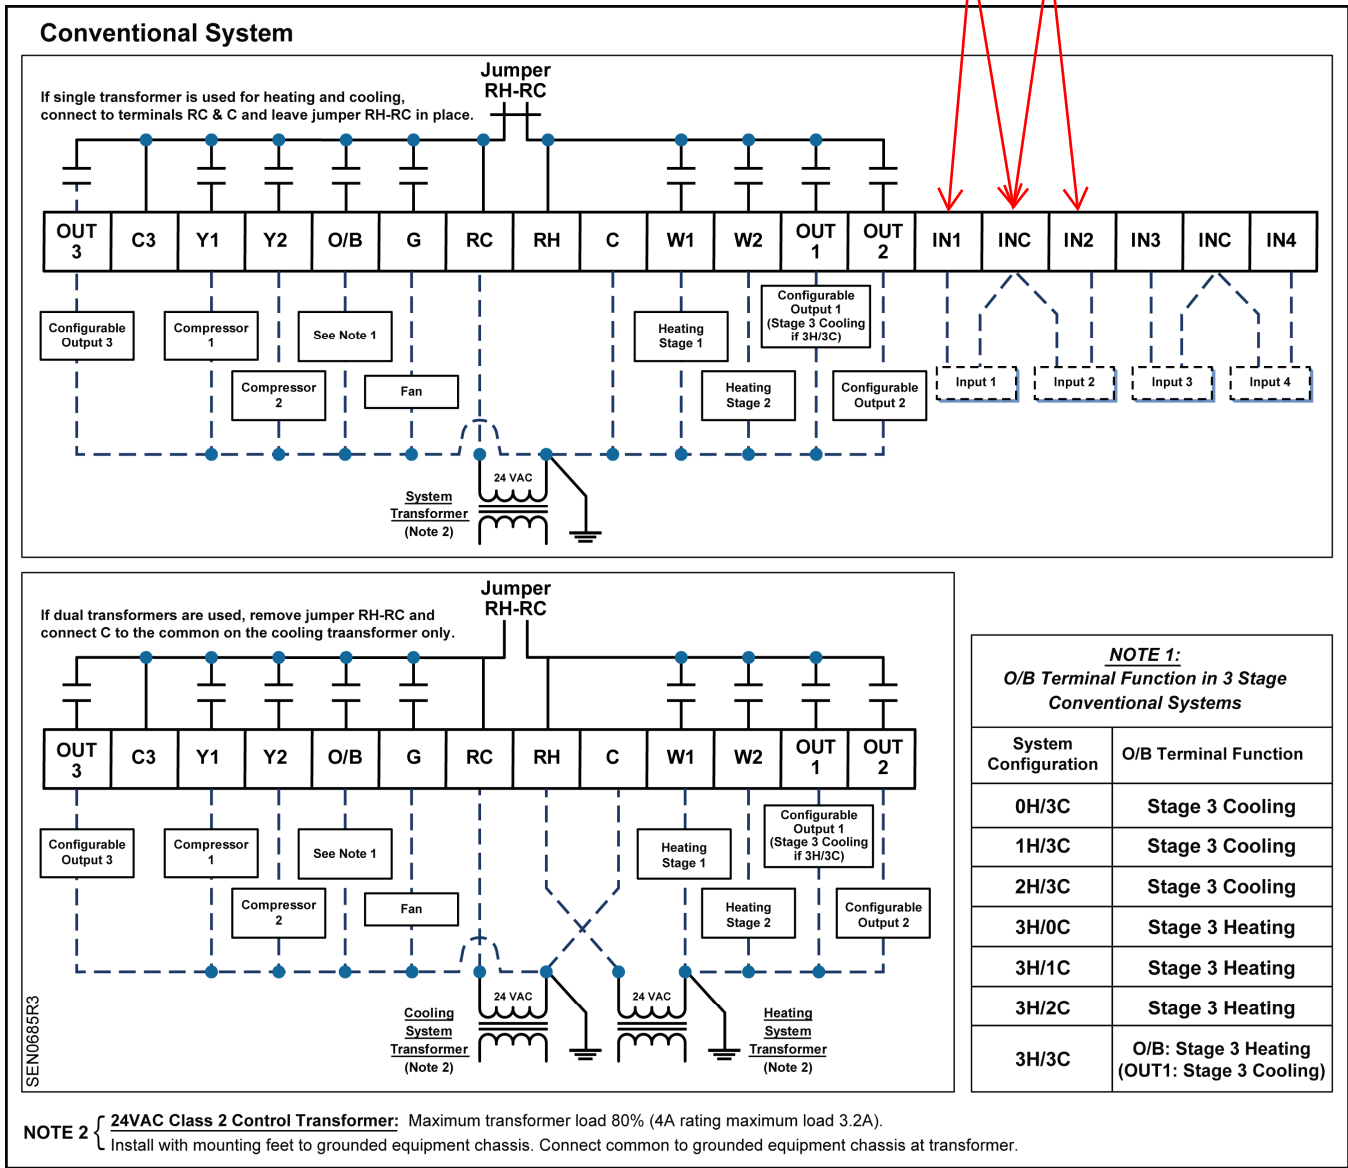 Conventional System
Jumper
RH-RC
If single transformer is used for heating and cooling,
connect to terminals RC & C and leave jumper RH-RC in place.
OUT 3 C3 Y1 Y2 O/B G RC RH C W1 W2 OUT 1 OUT 2 IN1 INC IN2 IN3 INC IN4
Configurable
Output 3
Compressor
1
See Note 1
Heating
Stage 1
Configurable
Output 1
(Stage 3 Cooling
if 3H/3C)
Compressor
2
Fan
Heating
Stage 2
Configurable
Output 2
Input 1
Input 2
Input 3
Input 4
24 VAC
System
Transformer
(Note 2)
Jumper
RH-RC
If dual transformers are used, remove jumper RH-RC and
connect C to the common on the cooling traansformer only.
OUT 3 C3 Y1 Y2 O/B G RC RH C W1 W2 OUT 1 OUT 2
Configurable
Output 3
Compressor
1
See Note 1
Heating
Stage 1
Configurable
Output 1
(Stage 3 Cooling
if 3H/3C)
Compressor
2
Fan
Heating
Stage 2
Configurable
Output 2
24 VAC
24 VAC
Cooling
System
Transformer
(Note 2)
Heating
System
Transformer
(Note 2)
SEN0685R3
NOTE 1:
O/B Terminal Function in 3 Stage
Conventional Systems
System
Configuration
O/B Terminal Function
0H/3C Stage 3 Cooling
1H/3C Stage 3 Cooling
2H/3C Stage 3 Cooling
3H/0C Stage 3 Heating
3H/1C Stage 3 Heating
3H/2C Stage 3 Heating
3H/3C O/B: Stage 3 Heating
(OUT1: Stage 3 Cooling)
NOTE 2 { 24VAC Class 2 Control Transformer: Maximum transformer load 80% (4A rating maximum load 3.2A).
Install with mounting feet to grounded equipment chassis. Connect common to grounded equipment chassis at transformer.